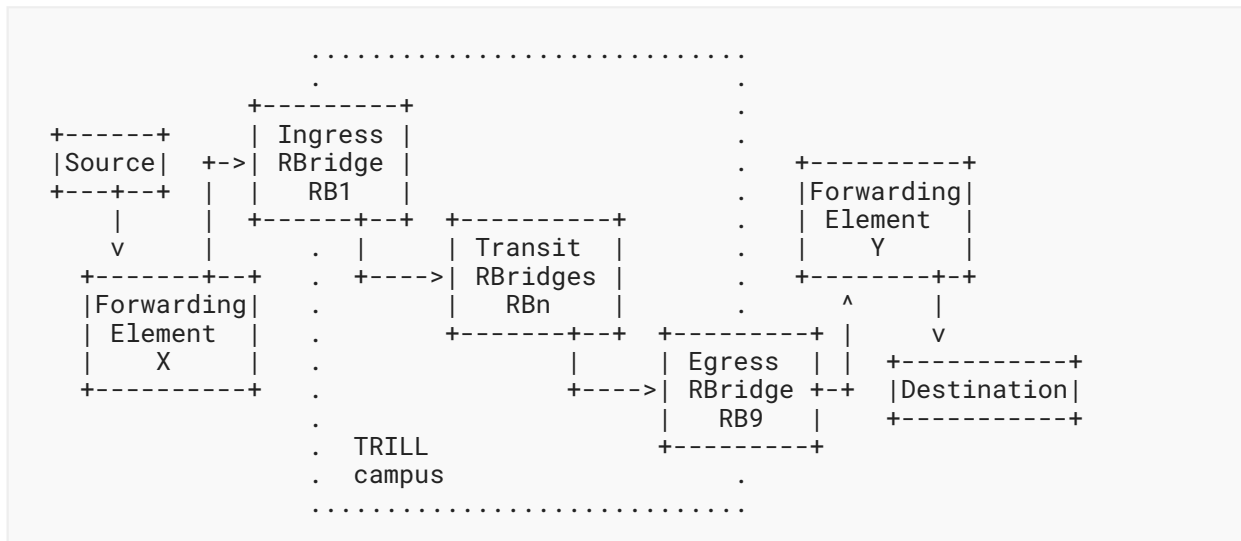 Ingress
Source RBridge
RB1 Forwarding
Element
Transit Y
Forwarding RBridges
Element RBn
X Egress
RBridge Destination
RB9
TRILL
campus